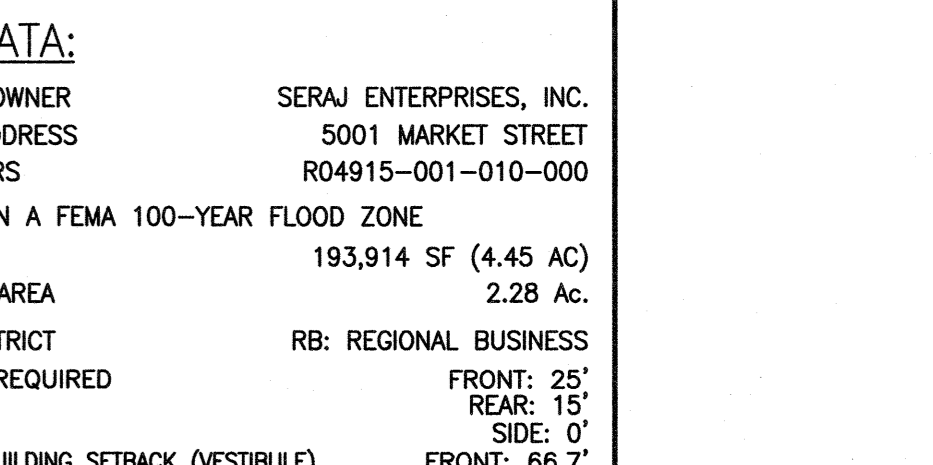 ATA:
OWNER SERAJ ENTERPRISES, INC.
DDRESS 5001 MARKET STREET
RS R04915-001-010-000
N A FEMA 100-YEAR FLOOD ZONE
193,914 SF (4.45 AC)
AREA 2.28 Ac.
TRICT RB: REGIONAL BUSINESS
REQUIRED FRONT: 25'
REAR: 15'
SIDE: 0'
UILDING SETBACK (VESTIBULE) FRONT: 66.7'